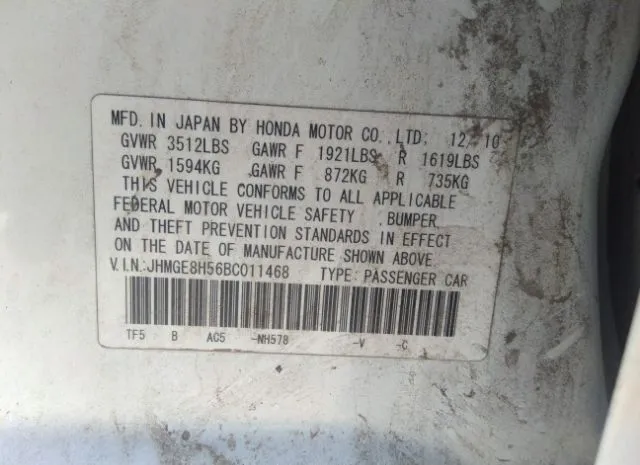 MFD. IN JAPAN BY HONDA MOTOR CO., LTD; 12/10
GVWR 3512LBS GAWR F 1921LBS R 1619LBS
GVWR 1594KG GAWR F 872KG R 735KG
THIS VEHICLE CONFORMS TO ALL APPLICABLE
FEDERAL MOTOR VEHICLE SAFETY , BUMPER,
AND THEFT PREVENTION STANDARDS IN EFFECT
ON THE DATE OF MANUFACTURE SHOWN ABOVE.
V.I.N.:JHMGE8H56BC011468 TYPE: PASSENGER CAR
TF5 B AC5 -NH578 -V -C